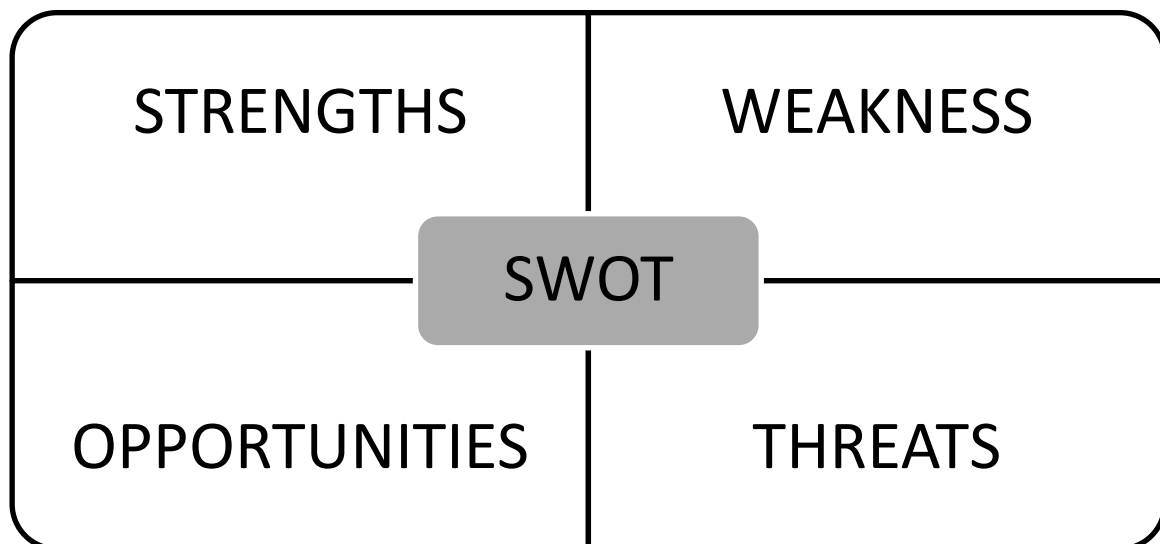 STRENGTHS
WEAKNESS
SWOT
OPPORTUNITIES
THREATS